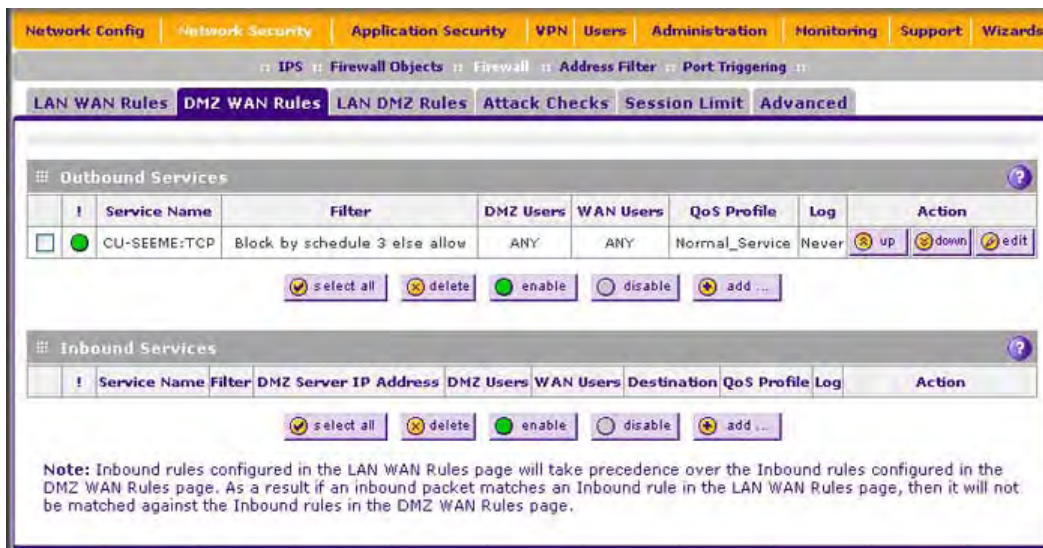 Network Config Network Security Application Security VPN Users Administration Monitoring Support Wizards
:: IPS :: Firewall Objects :: Firewall :: Address Filter :: Port Triggering ::
LAN WAN Rules DMZ WAN Rules LAN DMZ Rules Attack Checks Session Limit Advanced
Outbound Services ?
! Service Name Filter DMZ Users WAN Users QoS Profile Log Action
CU-SEEME:TCP Block by schedule 3 else allow ANY ANY Normal_Service Never up down edit
select all delete enable disable add ...
Inbound Services ?
! Service Name Filter DMZ Server IP Address DMZ Users WAN Users Destination QoS Profile Log Action
select all delete enable disable add ...
Note: Inbound rules configured in the LAN WAN Rules page will take precedence over the Inbound rules configured in the
DMZ WAN Rules page. As a result if an inbound packet matches an Inbound rule in the LAN WAN Rules page, then it will not
be matched against the Inbound rules in the DMZ WAN Rules page.